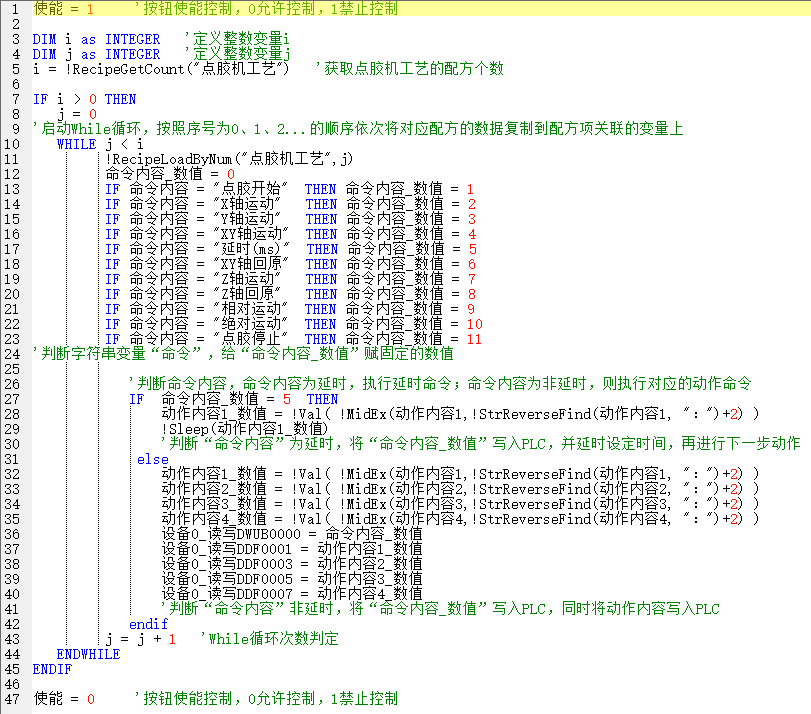 1 使能 = 1 '按钮使能控制，0允许控制，1禁止控制
2
3 DIM i as INTEGER '定义整数变量i
4 DIM j as INTEGER '定义整数变量j
5 i = !RecipeGetCount("点胶机工艺") '获取点胶机工艺的配方个数
6
7 IF i > 0 THEN
8 j = 0
9 '启动While循环，按照序号为0、1、2...的顺序依次将对应配方的数据复制到配方项关联的变量上
10 WHILE j < i
11 !RecipeLoadByNum("点胶机工艺",j)
12 命令内容_数值 = 0
13 IF 命令内容 = "点胶开始" THEN 命令内容_数值 = 1
14 IF 命令内容 = "X轴运动" THEN 命令内容_数值 = 2
15 IF 命令内容 = "Y轴运动" THEN 命令内容_数值 = 3
16 IF 命令内容 = "XY轴运动" THEN 命令内容_数值 = 4
17 IF 命令内容 = "延时(ms)" THEN 命令内容_数值 = 5
18 IF 命令内容 = "XY轴回原" THEN 命令内容_数值 = 6
19 IF 命令内容 = "Z轴运动" THEN 命令内容_数值 = 7
20 IF 命令内容 = "Z轴回原" THEN 命令内容_数值 = 8
21 IF 命令内容 = "相对运动" THEN 命令内容_数值 = 9
22 IF 命令内容 = "绝对运动" THEN 命令内容_数值 = 10
23 IF 命令内容 = "点胶停止" THEN 命令内容_数值 = 11
24 '判断字符串变量“命令”，给“命令内容_数值”赋固定的数值
25
26 '判断命令内容，命令内容为延时，执行延时命令；命令内容为非延时，则执行对应的动作命令
27 IF 命令内容_数值 = 5 THEN
28 动作内容1_数值 = !Val( !MidEx(动作内容1,!StrReverseFind(动作内容1, "：")+2) )
29 !Sleep(动作内容1_数值)
30 '判断“命令内容”为延时，将“命令内容_数值”写入PLC，并延时设定时间，再进行下一步动作
31 else
32 动作内容1_数值 = !Val( !MidEx(动作内容1,!StrReverseFind(动作内容1, "：")+2) )
33 动作内容2_数值 = !Val( !MidEx(动作内容2,!StrReverseFind(动作内容2, "：")+2) )
34 动作内容3_数值 = !Val( !MidEx(动作内容3,!StrReverseFind(动作内容3, "：")+2) )
35 动作内容4_数值 = !Val( !MidEx(动作内容4,!StrReverseFind(动作内容4, "：")+2) )
36 设备0_读写DWUB0000 = 命令内容_数值
37 设备0_读写DDF0001 = 动作内容1_数值
38 设备0_读写DDF0003 = 动作内容2_数值
39 设备0_读写DDF0005 = 动作内容3_数值
40 设备0_读写DDF0007 = 动作内容4_数值
41 '判断“命令内容”非延时，将“命令内容_数值”写入PLC，同时将动作内容写入PLC
42 endif
43 j = j + 1 'While循环次数判定
44 ENDWHILE
45 ENDIF
46
47 使能 = 0 '按钮使能控制，0允许控制，1禁止控制